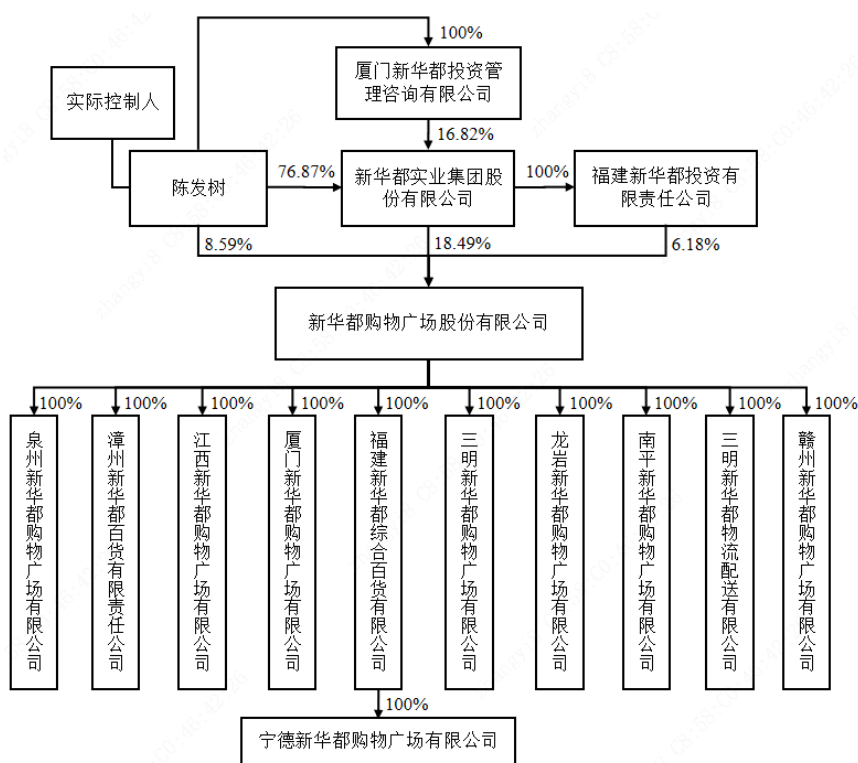 100%
厦门新华都投资管
理咨询有限公司
实际控制人
16.82%
陈发树
76.87%
新华都实业集团股
份有限公司
100%
福建新华都投资有
限责任公司
8.59%
18.49%
6.18%
新华都购物广场股份有限公司
100%
100%
100%
100%
100%
100%
100%
100%
100%
100%
泉州新华都购物广场有限公司
漳州新华都百货有限责任公司
江西新华都购物广场有限公司
厦门新华都购物广场有限公司
福建新华都综合百货有限公司
三明新华都购物广场有限公司
龙岩新华都购物广场有限公司
南平新华都购物广场有限公司
三明新华都物流配送有限公司
赣州新华都购物广场有限公司
100%
宁德新华都购物广场有限公司